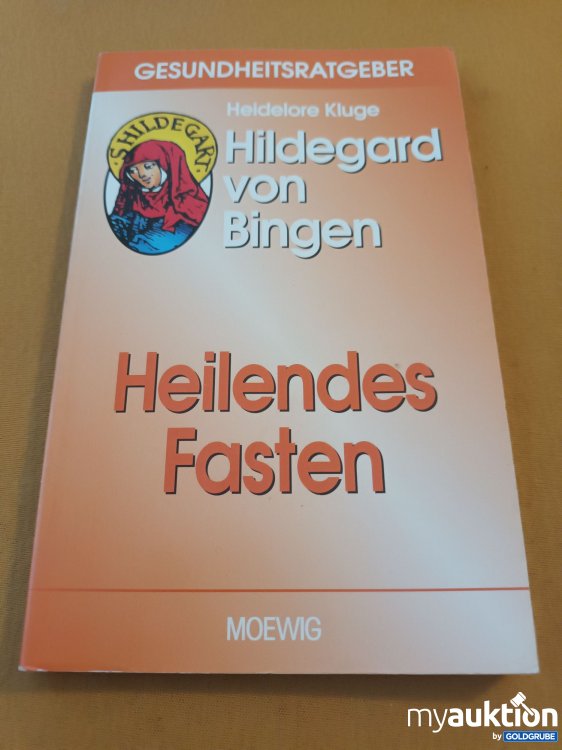 GESUNDHEITSRATGEBER
Heidelore Kluge
S. HILDEGART.
Hildegard
von
Bingen
Heilendes
Fasten
MOEWIG
myauktion
by GOLDGRUBE